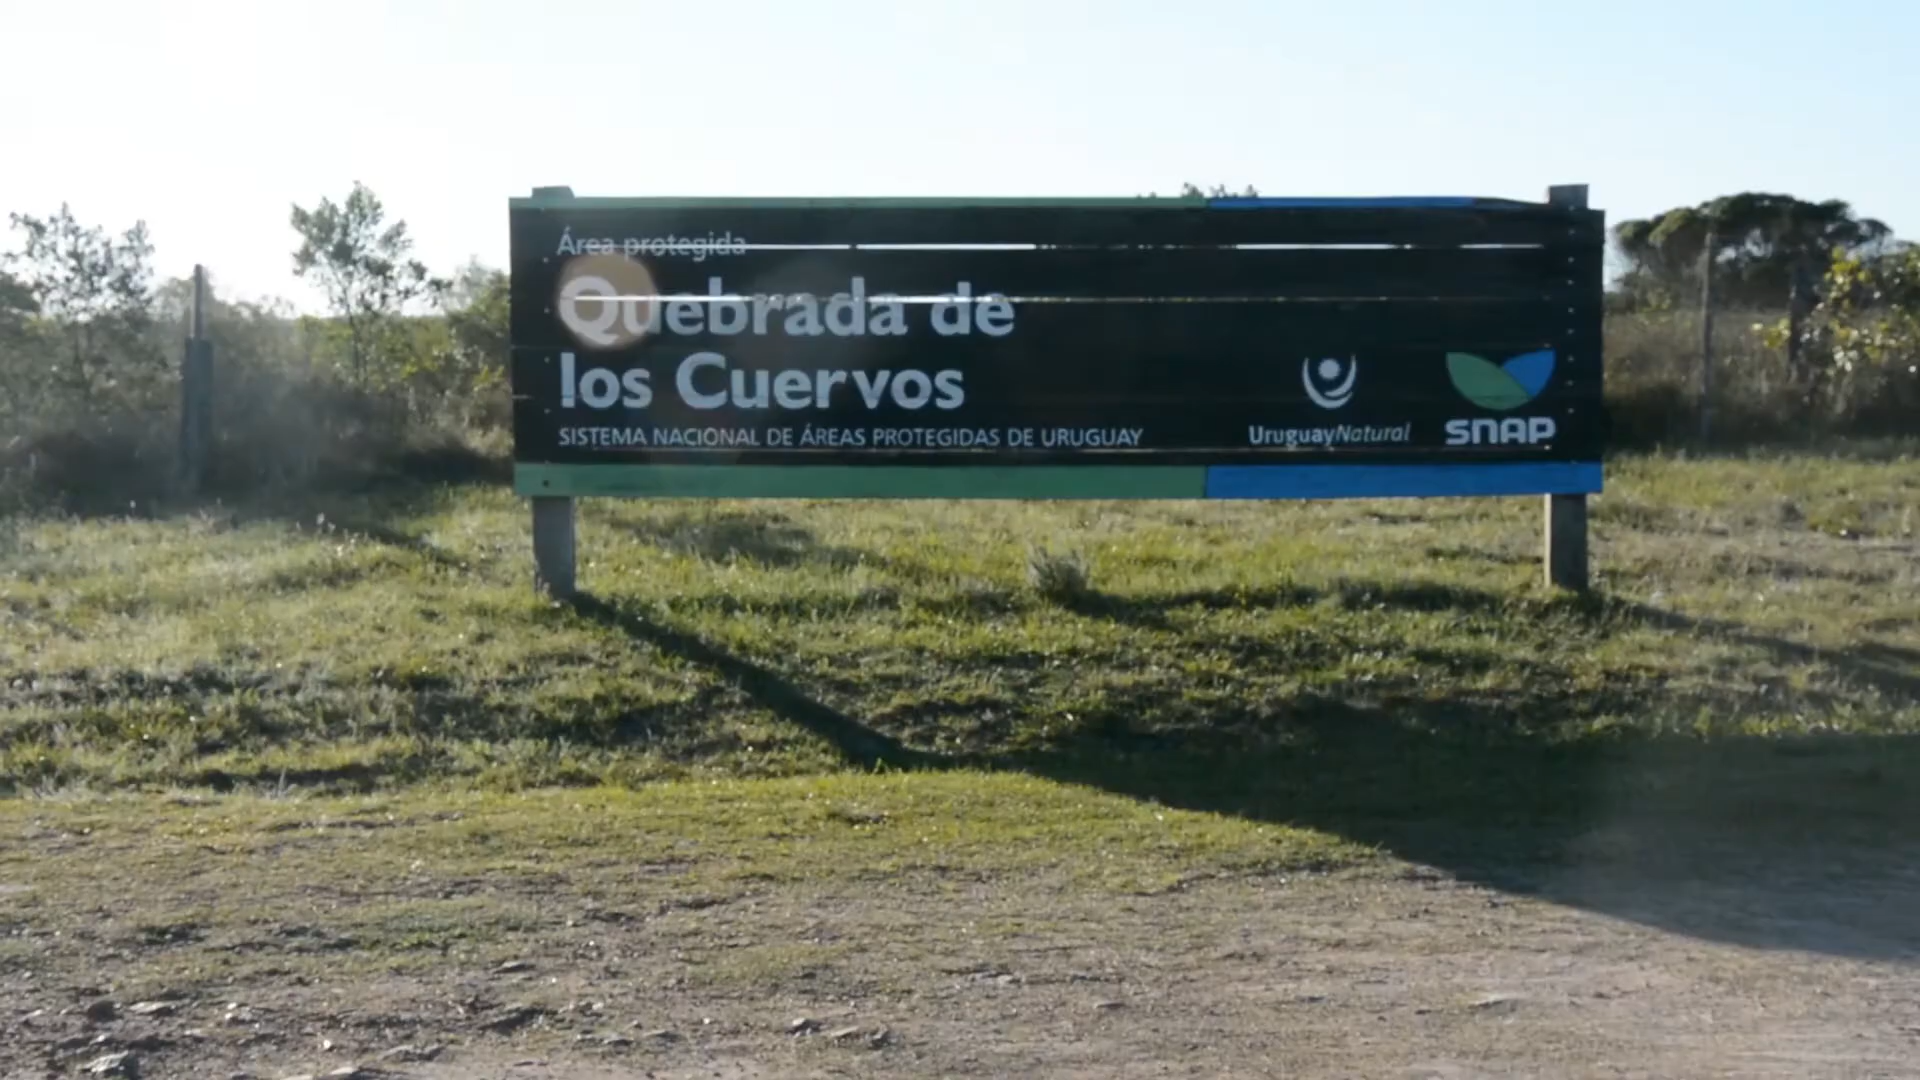 Área protegida
Quebrada de
los Cuervos
SISTEMA NACIONAL DE ÁREAS PROTEGIDAS DE URUGUAY
UruguayNatural
SNAP